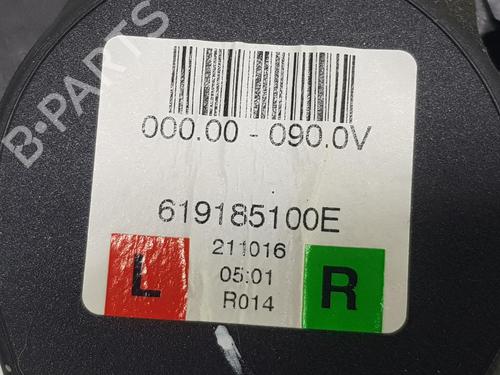 B-PARTS
000.00 - 090.0V
619185100E
211016
05:01
R014
L
R